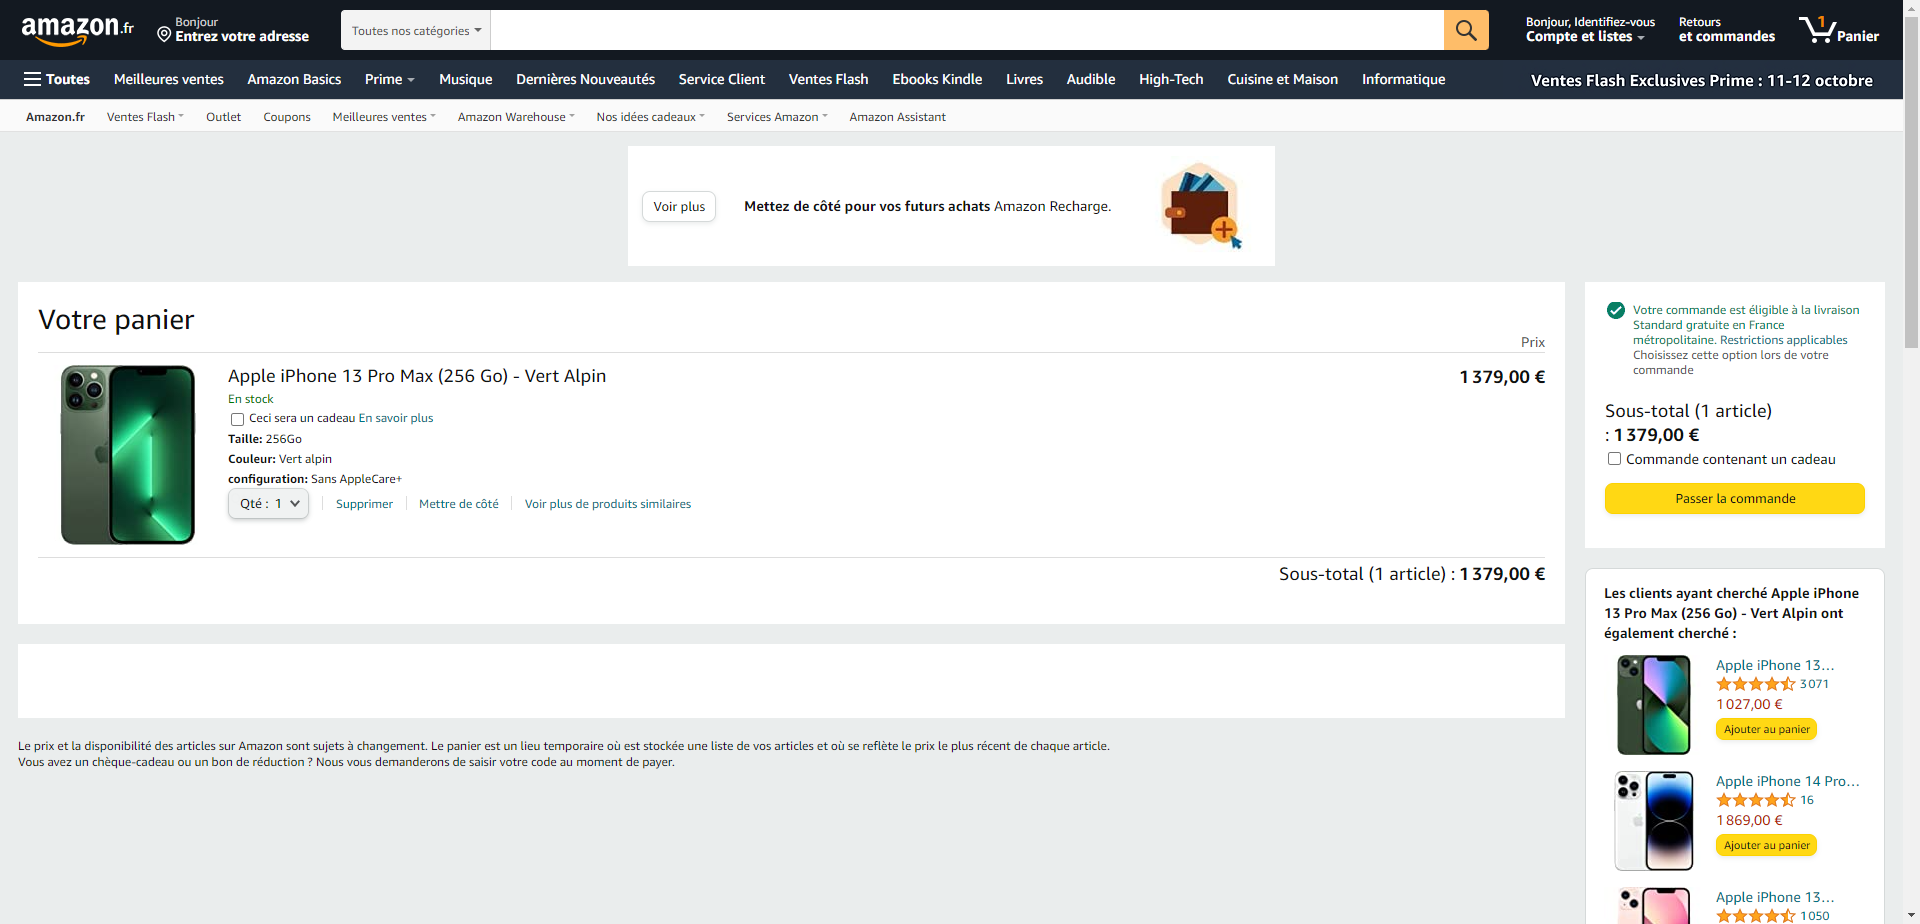 amazon.fr
Bonjour
Entrez votre adresse
Toutes nos catégories
Bonjour, Identifiez-vous
Compte et listes
Retours
et commandes
1
Panier
Toutes
Meilleures ventes
Amazon Basics
Prime
Musique
Dernières Nouveautés
Service Client
Ventes Flash
Ebooks Kindle
Livres
Audible
High-Tech
Cuisine et Maison
Informatique
Ventes Flash Exclusives Prime : 11-12 octobre
Amazon.fr
Ventes Flash
Outlet
Coupons
Meilleures ventes
Amazon Warehouse
Nos idées cadeaux
Services Amazon
Amazon Assistant
Voir plus
Mettez de côté pour vos futurs achats Amazon Recharge.
Votre panier
Prix
Apple iPhone 13 Pro Max (256 Go) - Vert Alpin
1 379,00 €
En stock
Ceci sera un cadeau En savoir plus
Taille: 256Go
Couleur: Vert alpin
configuration: Sans AppleCare+
Qté : 1
Supprimer
Mettre de côté
Voir plus de produits similaires
Sous-total (1 article) : 1 379,00 €
Le prix et la disponibilité des articles sur Amazon sont sujets à changement. Le panier est un lieu temporaire où est stockée une liste de vos articles et où se reflète le prix le plus récent de chaque article.
Vous avez un chèque-cadeau ou un bon de réduction ? Nous vous demanderons de saisir votre code au moment de payer.
Votre commande est éligible à la livraison
Standard gratuite en France
métropolitaine. Restrictions applicables
Choisissez cette option lors de votre
commande
Sous-total (1 article)
: 1 379,00 €
Commande contenant un cadeau
Passer la commande
Les clients ayant cherché Apple iPhone
13 Pro Max (256 Go) - Vert Alpin ont
également cherché :
Apple iPhone 13…
3 071
1 027,00 €
Ajouter au panier
Apple iPhone 14 Pro…
16
1 869,00 €
Ajouter au panier
Apple iPhone 13…
1 050